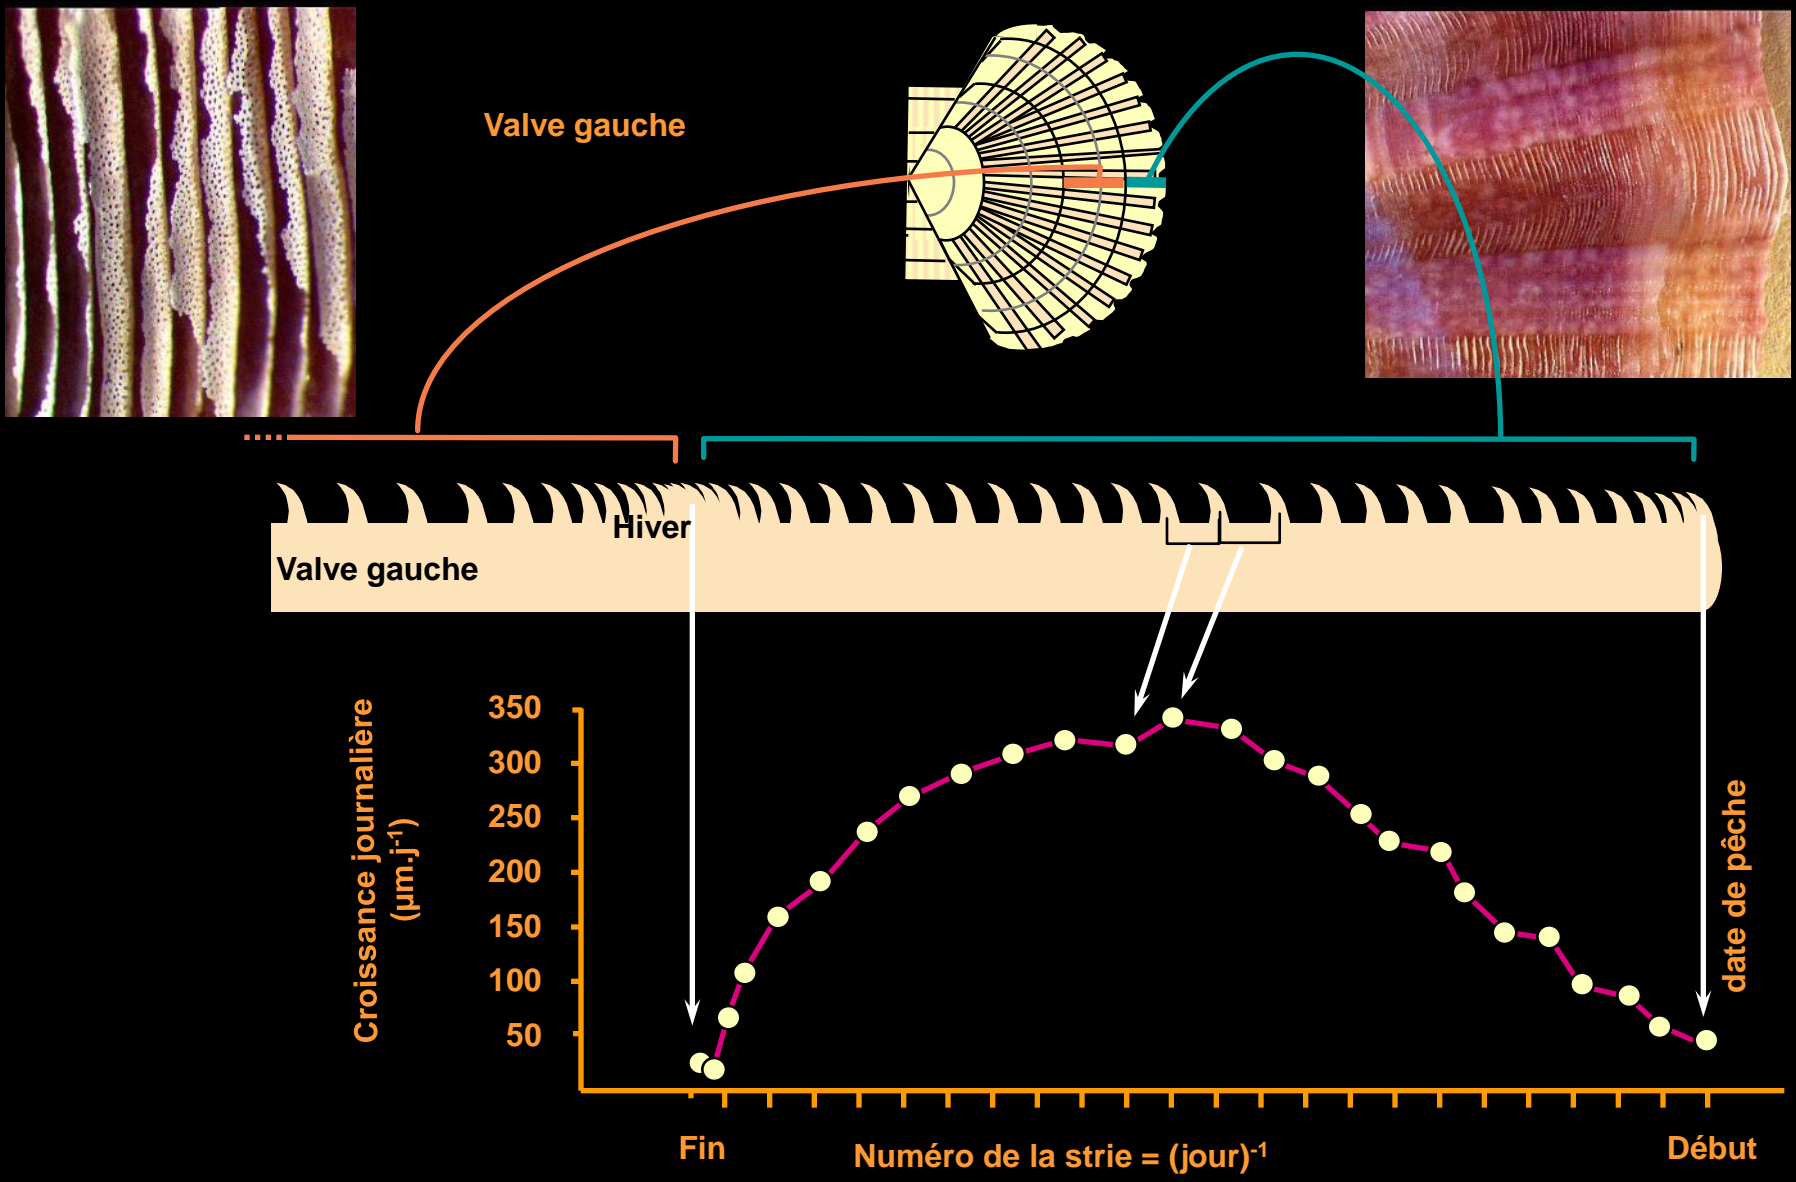 Valve gauche
Hiver
Valve gauche
Croissance journalière
(µm.j-1)
350
300
250
200
150
100
50
date de pêche
Fin
Numéro de la strie = (jour)-1
Début